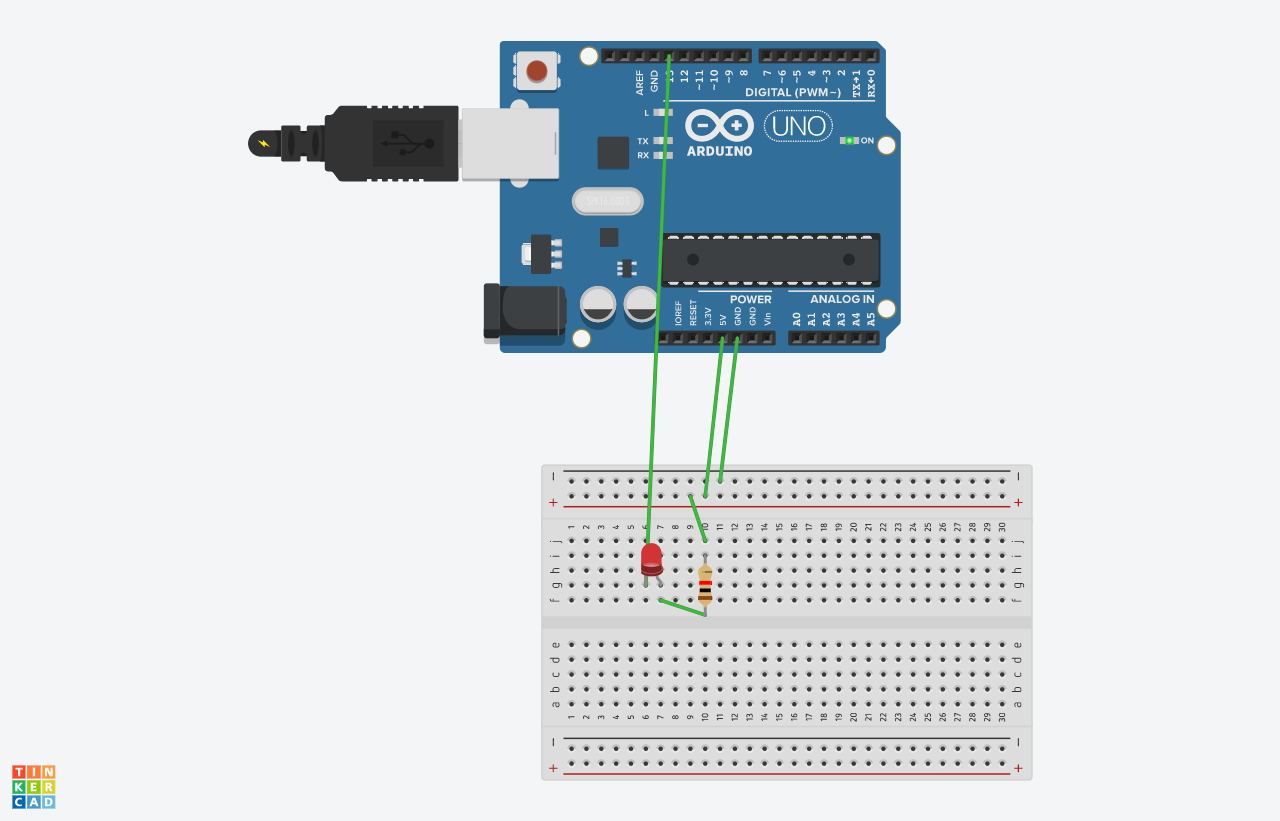 AREF
GND
13
12
~11
~10
~9
8
7
~6
~5
4
~3
2
TX→1
RX←0
DIGITAL (PWM~)
L
TX
RX
UNO
ARDUINO
ON
POWER
ANALOG IN
IOREF
RESET
3.3V
5V
GND
GND
Vin
A0
A1
A2
A3
A4
A5
− −
+ +
1 2 3 4 5 6 7 8 9 10 11 12 13 14 15 16 17 18 19 20 21 22 23 24 25 26 27 28 29 30
j j
i i
h h
g g
f f
e e
d d
c c
b b
a a
1 2 3 4 5 6 7 8 9 10 11 12 13 14 15 16 17 18 19 20 21 22 23 24 25 26 27 28 29 30
− −
+ +
TIN
KER
CAD